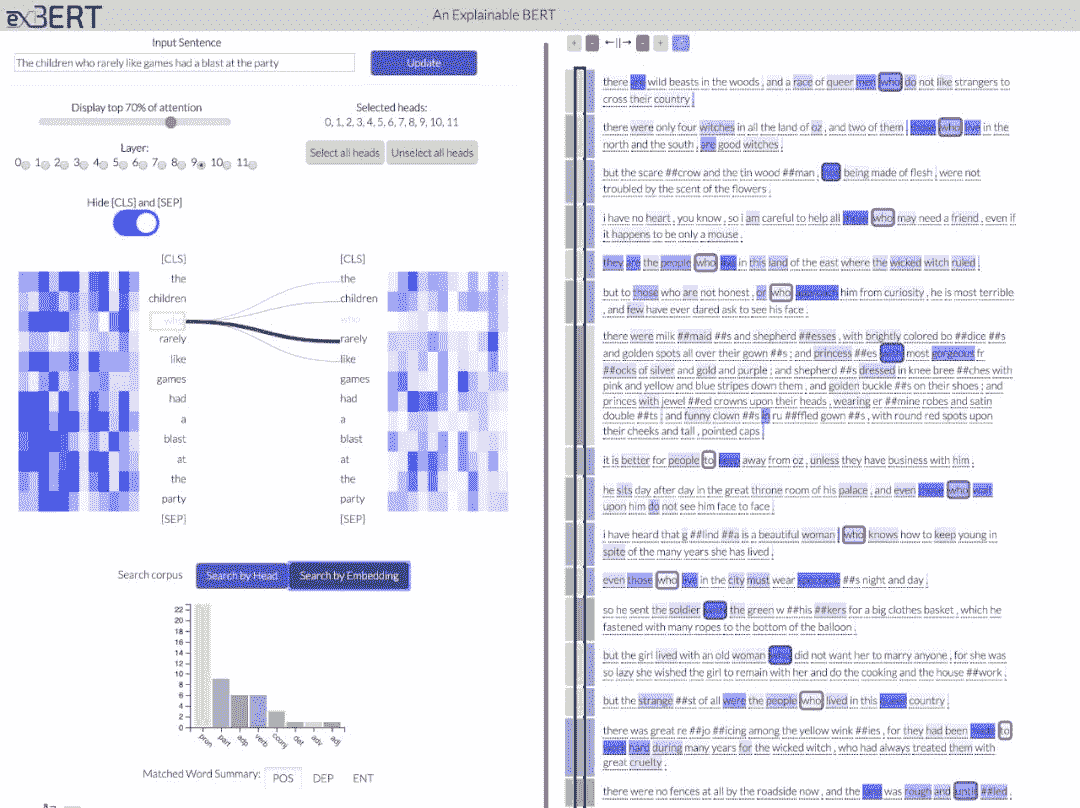 exBERT
An Explainable BERT
Input Sentence
The children who rarely like games had a blast at the party
Update
Display top 70% of attention
Selected heads:
0, 1, 2, 3, 4, 5, 6, 7, 8, 9, 10, 11
Layer:
0 1 2 3 4 5 6 7 8 9 10 11
Select all heads
Unselect all heads
Hide [CLS] and [SEP]
[CLS] [CLS]
the the
children children
who who
rarely rarely
like like
games games
had had
a a
blast blast
at at
the the
party party
[SEP] [SEP]
Search corpus
Search by Head
Search by Embedding
22
20
18
16
14
12
10
8
6
4
2
0
pron part adp verb cconj det adv adj
Matched Word Summary:
POS DEP ENT
+ - ←||→ - +
there are wild beasts in the woods , and a race of queer men who do not like strangers to
cross their country .
there were only four witches in all the land of oz , and two of them , those who live in the
north and the south , are good witches .
but the scare ##crow and the tin wood ##man , being made of flesh , were not
troubled by the scent of the flowers .
i have no heart , you know , so i am careful to help all those who may need a friend , even if
it happens to be only a mouse .
they are the people who live in this land of the east where the wicked witch ruled .
but to those who are not honest , or who approach him from curiosity , he is most terrible
, and few have ever dared ask to see his face .
there were milk ##maid ##s and shepherd ##esses , with brightly colored bo ##dice ##s
and golden spots all over their gown ##s ; and princess ##es most gorgeous fr
##ocks of silver and gold and purple ; and shepherd ##s dressed in knee bree ##ches with
pink and yellow and blue stripes down them , and golden buckle ##s on their shoes ; and
princes with jewel ##ed crowns upon their heads , wearing er ##mine robes and satin
double ##ts ; and funny clown ##s in ru ##ffled gown ##s , with round red spots upon
their cheeks and tall , pointed caps .
it is better for people to keep away from oz , unless they have business with him .
he sits day after day in the great throne room of his palace , and even those who wait
upon him do not see him face to face .
i have heard that g ##lind ##a is a beautiful woman , who knows how to keep young in
spite of the many years she has lived .
even those who live in the city must wear spectacle ##s night and day .
so he sent the soldier the green w ##his ##kers for a big clothes basket , which he
fastened with many ropes to the bottom of the balloon .
but the girl lived with an old woman did not want her to marry anyone , for she was
so lazy she wished the girl to remain with her and do the cooking and the house ##work .
but the strange ##st of all were the people who lived in this country .
there was great re ##jo ##icing among the yellow wink ##ies , for they had been made to
work hard during many years for the wicked witch , who had always treated them with
great cruelty .
there were no fences at all by the roadside now , and the land was rough and until ##led .